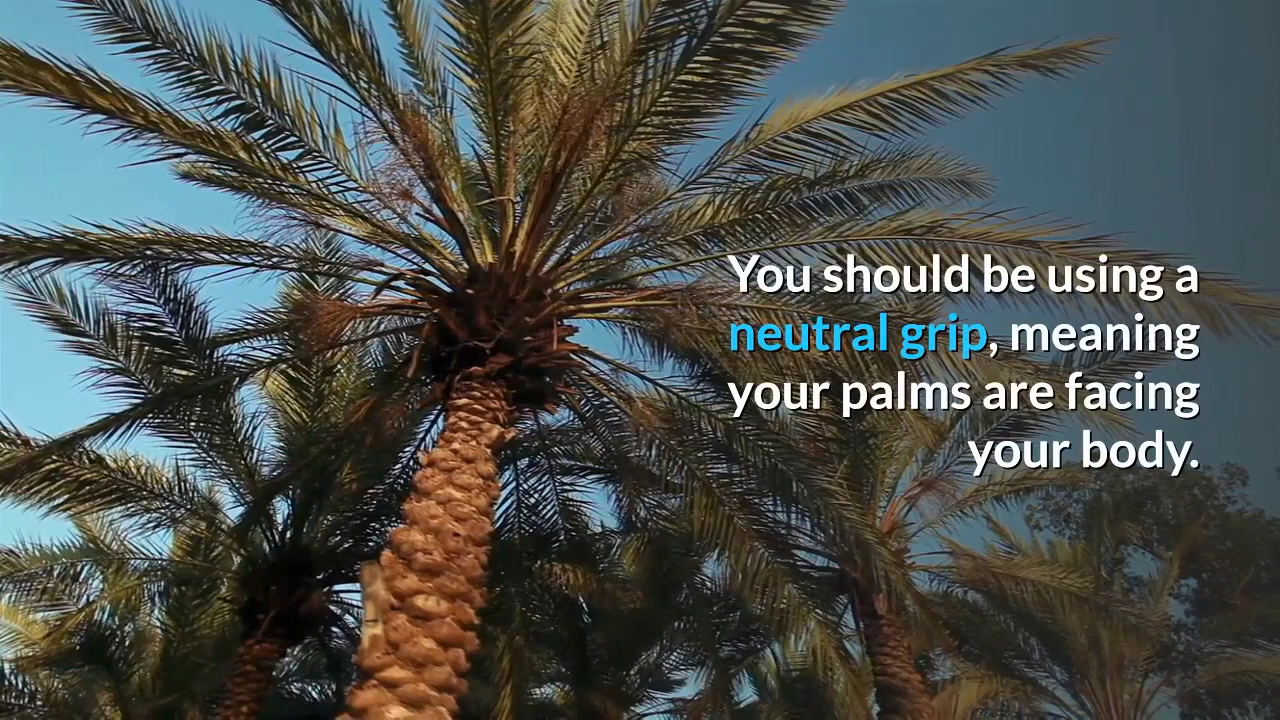 You should be using a
neutral grip, meaning
your palms are facing
your body.